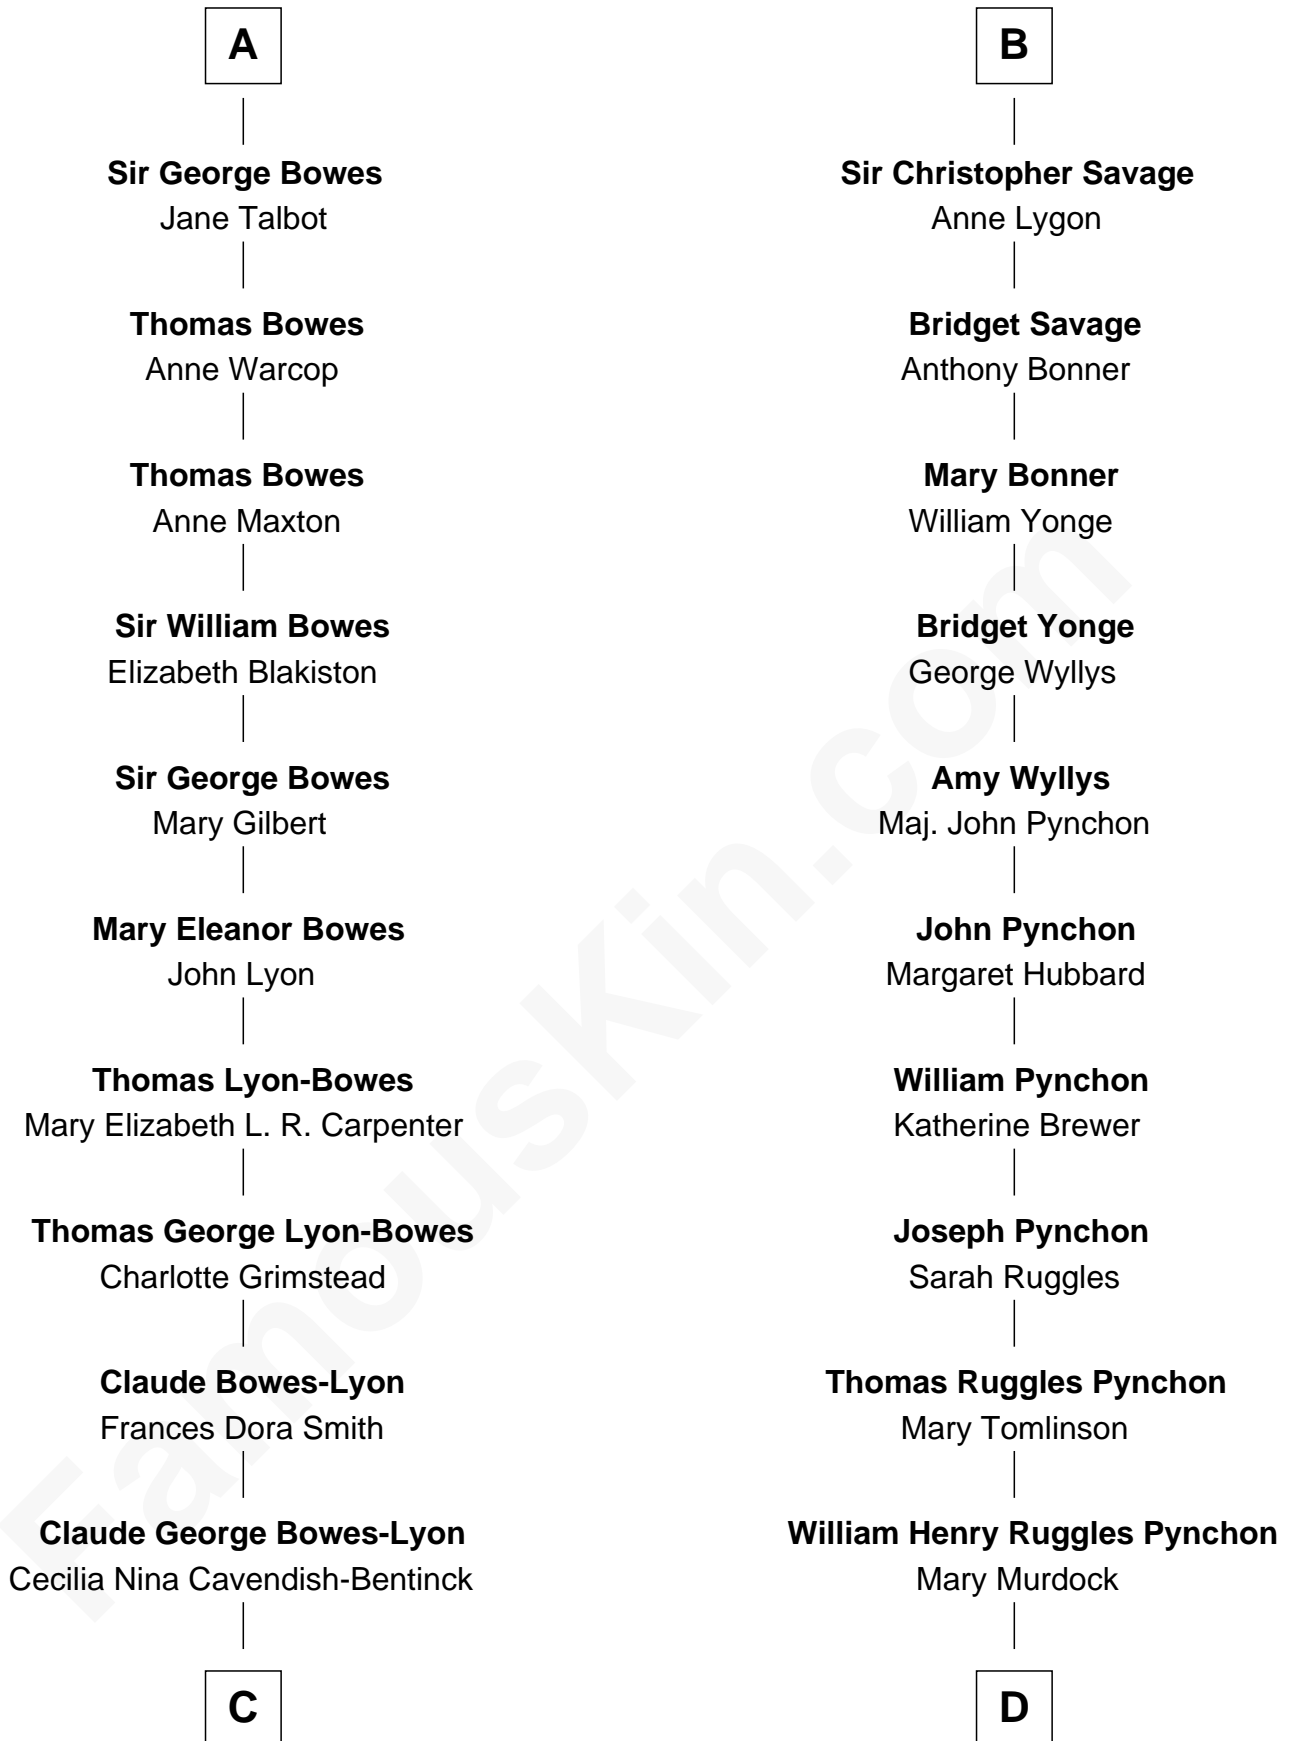 A
Sir George Bowes
Jane Talbot
Thomas Bowes
Anne Warcop
Thomas Bowes
Anne Maxton
Sir William Bowes
Elizabeth Blakiston
Sir George Bowes
Mary Gilbert
Mary Eleanor Bowes
John Lyon
Thomas Lyon-Bowes
Mary Elizabeth L. R. Carpenter
Thomas George Lyon-Bowes
Charlotte Grimstead
Claude Bowes-Lyon
Frances Dora Smith
Claude George Bowes-Lyon
Cecilia Nina Cavendish-Bentinck
C
B
Sir Christopher Savage
Anne Lygon
Bridget Savage
Anthony Bonner
Mary Bonner
William Yonge
Bridget Yonge
George Wyllys
Amy Wyllys
Maj. John Pynchon
John Pynchon
Margaret Hubbard
William Pynchon
Katherine Brewer
Joseph Pynchon
Sarah Ruggles
Thomas Ruggles Pynchon
Mary Tomlinson
William Henry Ruggles Pynchon
Mary Murdock
D
FamousKin.com